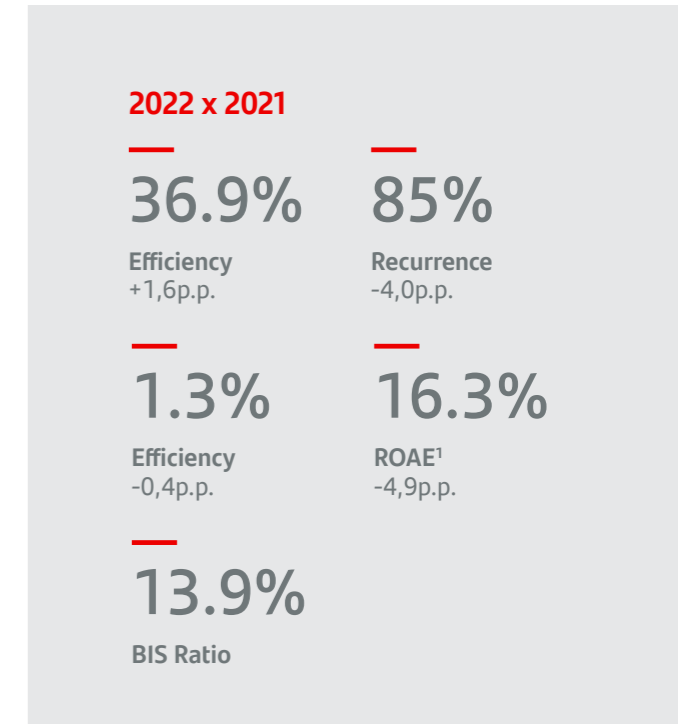 2022 x 2021
36.9%
Efficiency
+1,6p.p.
85%
Recurrence
-4,0p.p.
1.3%
Efficiency
-0,4p.p.
16.3%
ROAE¹
-4,9p.p.
13.9%
BIS Ratio